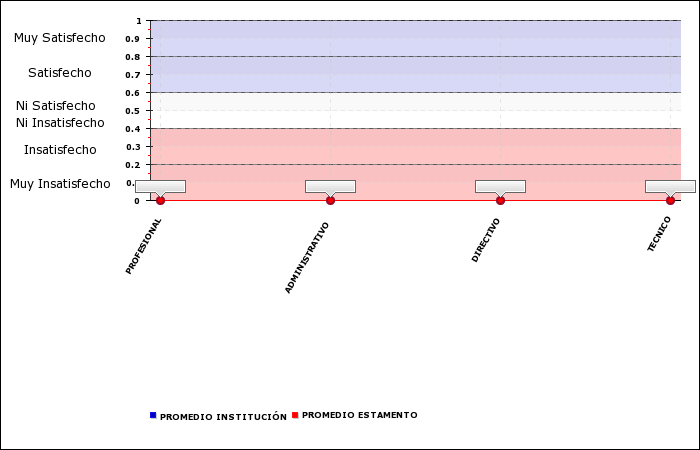 1
Muy Satisfecho
0.9
0.8
Satisfecho
0.7
0.6
Ni Satisfecho
0.5
Ni Insatisfecho
0.4
Insatisfecho
0.3
0.2
Muy Insatisfecho
0
PROFESIONAL
ADMINISTRATIVO
DIRECTIVO
TECNICO
PROMEDIO INSTITUCIÓN
PROMEDIO ESTAMENTO